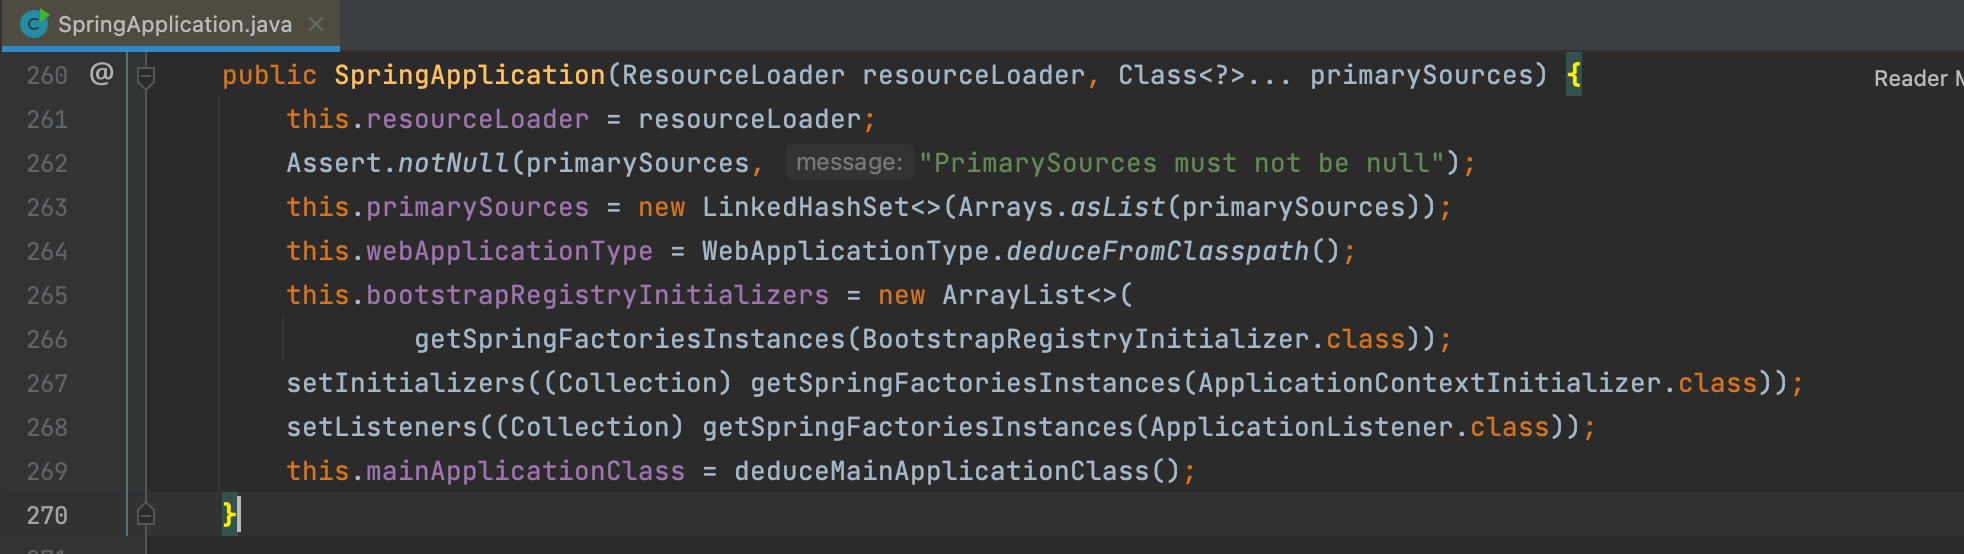 SpringApplication.java
260 @ public SpringApplication(ResourceLoader resourceLoader, Class<?>... primarySources) {
Reader M
261 this.resourceLoader = resourceLoader;
262 Assert.notNull(primarySources, message: "PrimarySources must not be null");
263 this.primarySources = new LinkedHashSet<>(Arrays.asList(primarySources));
264 this.webApplicationType = WebApplicationType.deduceFromClasspath();
265 this.bootstrapRegistryInitializers = new ArrayList<>(
266 getSpringFactoriesInstances(BootstrapRegistryInitializer.class));
267 setInitializers((Collection) getSpringFactoriesInstances(ApplicationContextInitializer.class));
268 setListeners((Collection) getSpringFactoriesInstances(ApplicationListener.class));
269 this.mainApplicationClass = deduceMainApplicationClass();
270 }